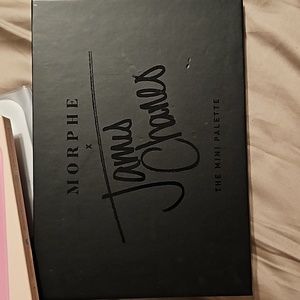 MORPHE
x
James
Charles
THE MINI PALETTE